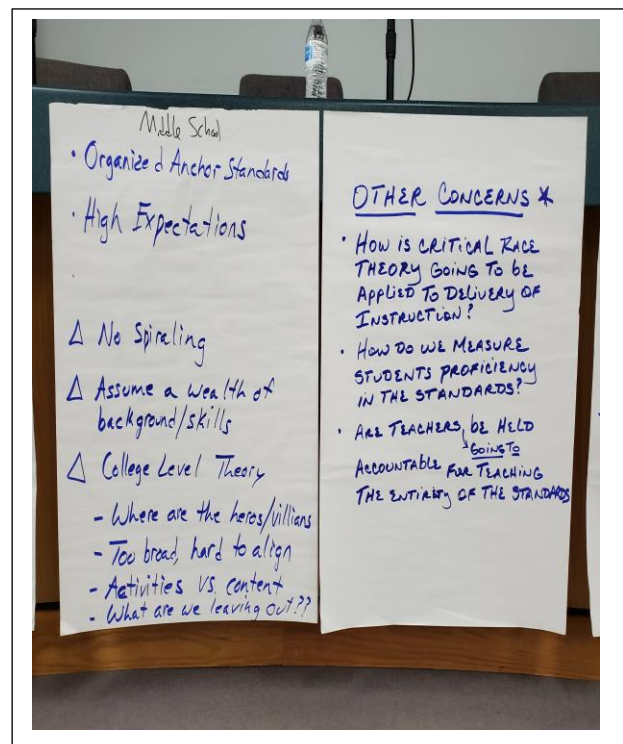 Middle School
• Organized Anchor Standards
• High Expectations
Δ No Spiraling
Δ Assume a wealth of
background/skills
Δ College Level Theory
- Where are the heros/villians
- Too broad, hard to align
- Activities vs. content
- What are we leaving out??
OTHER CONCERNS *
• HOW IS CRITICAL RACE
THEORY GOING TO BE
APPLIED TO DELIVERY OF
INSTRUCTION?
• HOW DO WE MEASURE
STUDENTS PROFICIENCY
IN THE STANDARDS?
• ARE TEACHERS BE HELD
GOING TO
ACCOUNTABLE FOR TEACHING
THE ENTIRETY OF THE STANDARDS